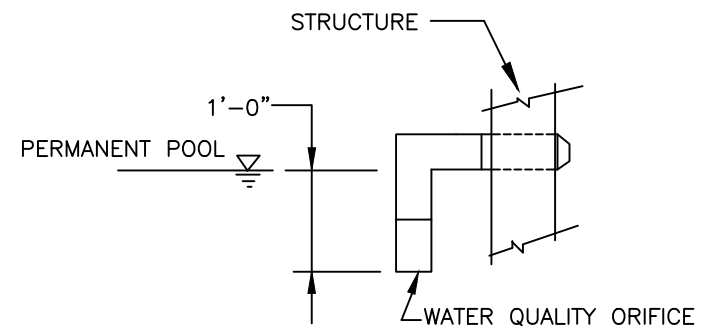 STRUCTURE
1'-0"
PERMANENT POOL
WATER QUALITY ORIFICE